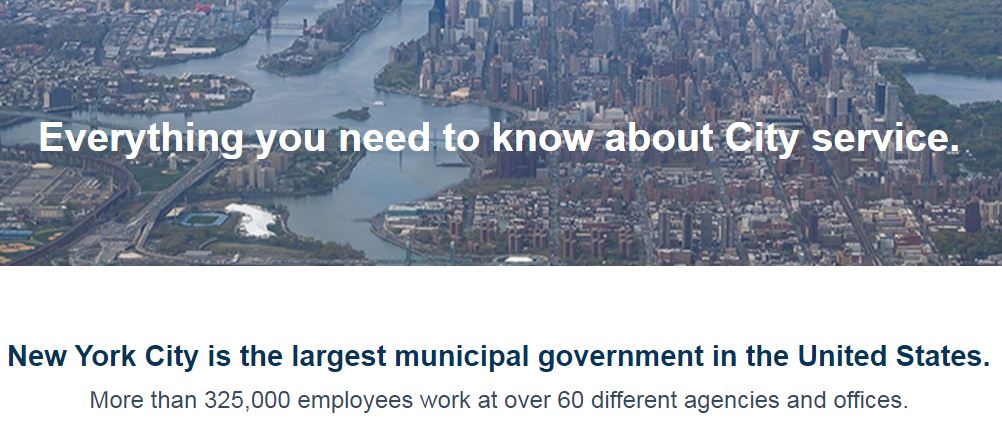 Everything you need to know about City service.
New York City is the largest municipal government in the United States.
More than 325,000 employees work at over 60 different agencies and offices.